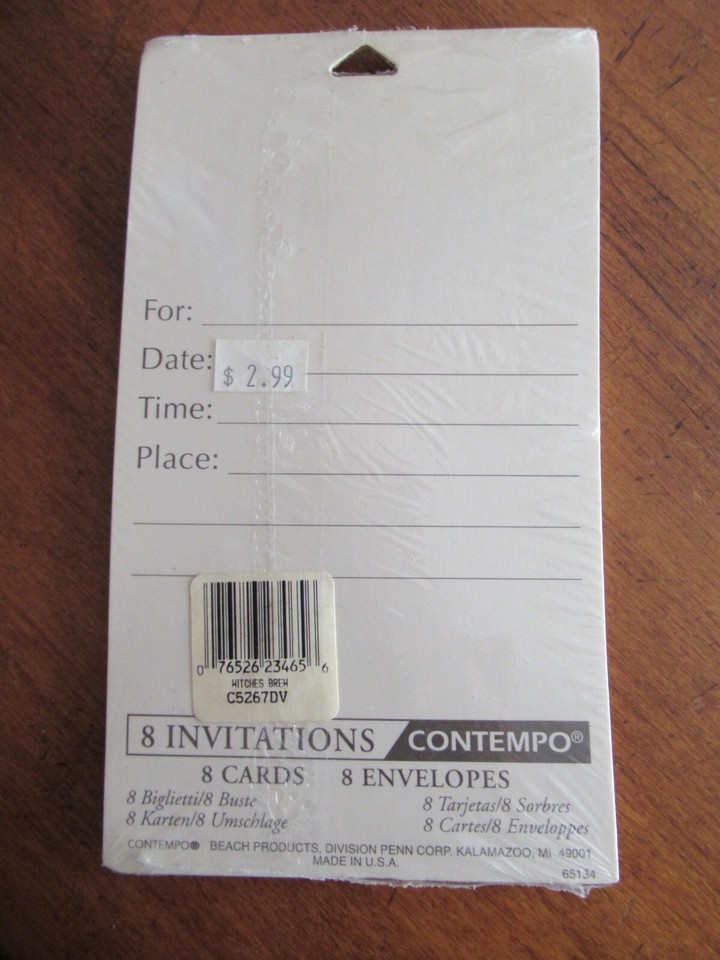 For:
Date: $ 2.99
Time:
Place:
0 76526 23465 6
WITCHES BREW
C5267DV
8 INVITATIONS CONTEMPO®
8 CARDS 8 ENVELOPES
8 Biglietti/8 Buste 8 Tarjetas/8 Sorbres
8 Karten/8 Umschlage 8 Cartes/8 Enveloppes
CONTEMPO® BEACH PRODUCTS, DIVISION PENN CORP. KALAMAZOO, MI 49001
MADE IN U.S.A.
65134